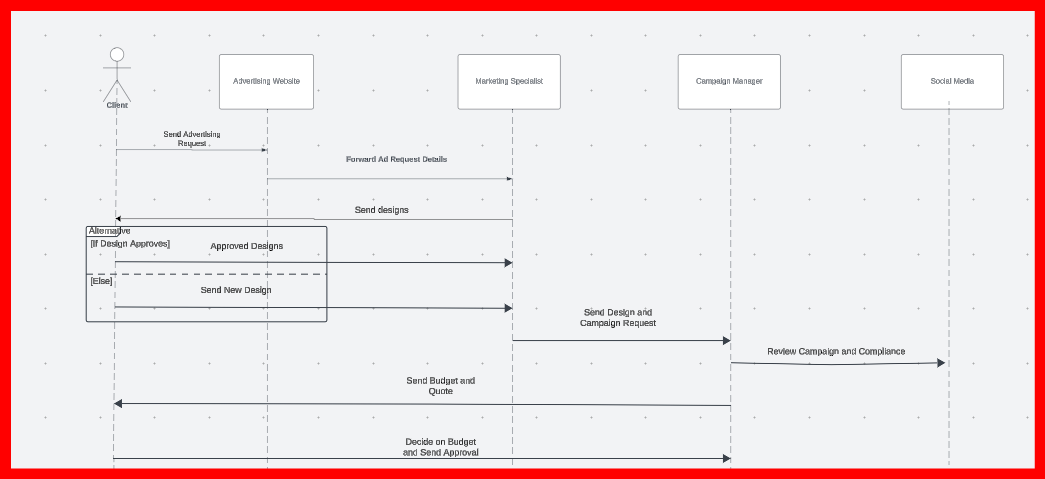 Client
Advertising Website
Marketing Specialist
Campaign Manager
Social Media
Send Advertising
Request .
Forward Ad Request Details
Send designs
Alternative
[If Design Approves]
Approved Designs
[Else]
Send New Design
Send Design and
Campaign Request
Review Campaign and Compliance
Send Budget and
Quote
Decide on Budget
and Send Approval